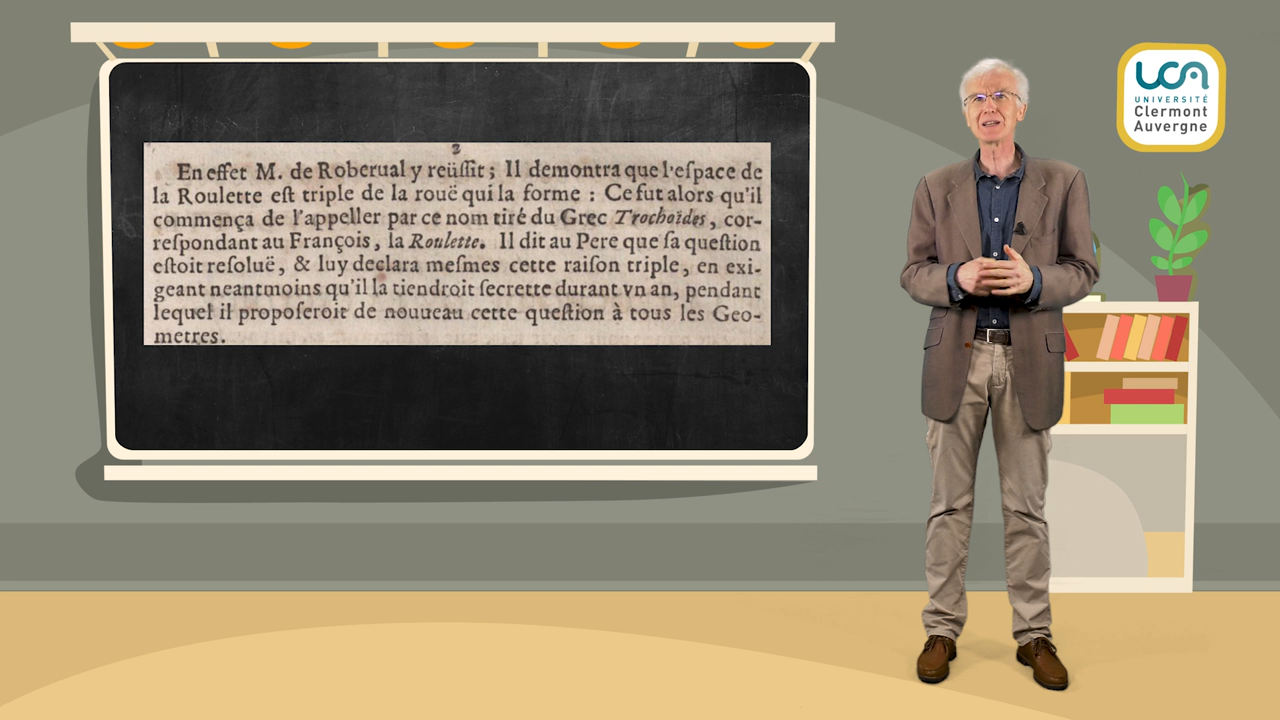 2
En effet M. de Roberual y reüſſit ; Il demontra que l'eſpace de
la Roulette eſt triple de la rouë qui la forme : Ce fut alors qu'il
commença de l'appeller par ce nom tiré du Grec Trochoïdes, cor-
reſpondant au François, la Roulette. Il dit au Pere que ſa queſtion
eſtoit reſoluë, & luy declara meſmes cette raiſon triple, en exi-
geant neantmoins qu'il la tiendroit ſecrette durant vn an, pendant
lequel il propoſeroit de nouueau cette queſtion à tous les Geo-
metres.
UCA
UNIVERSITÉ
Clermont
Auvergne